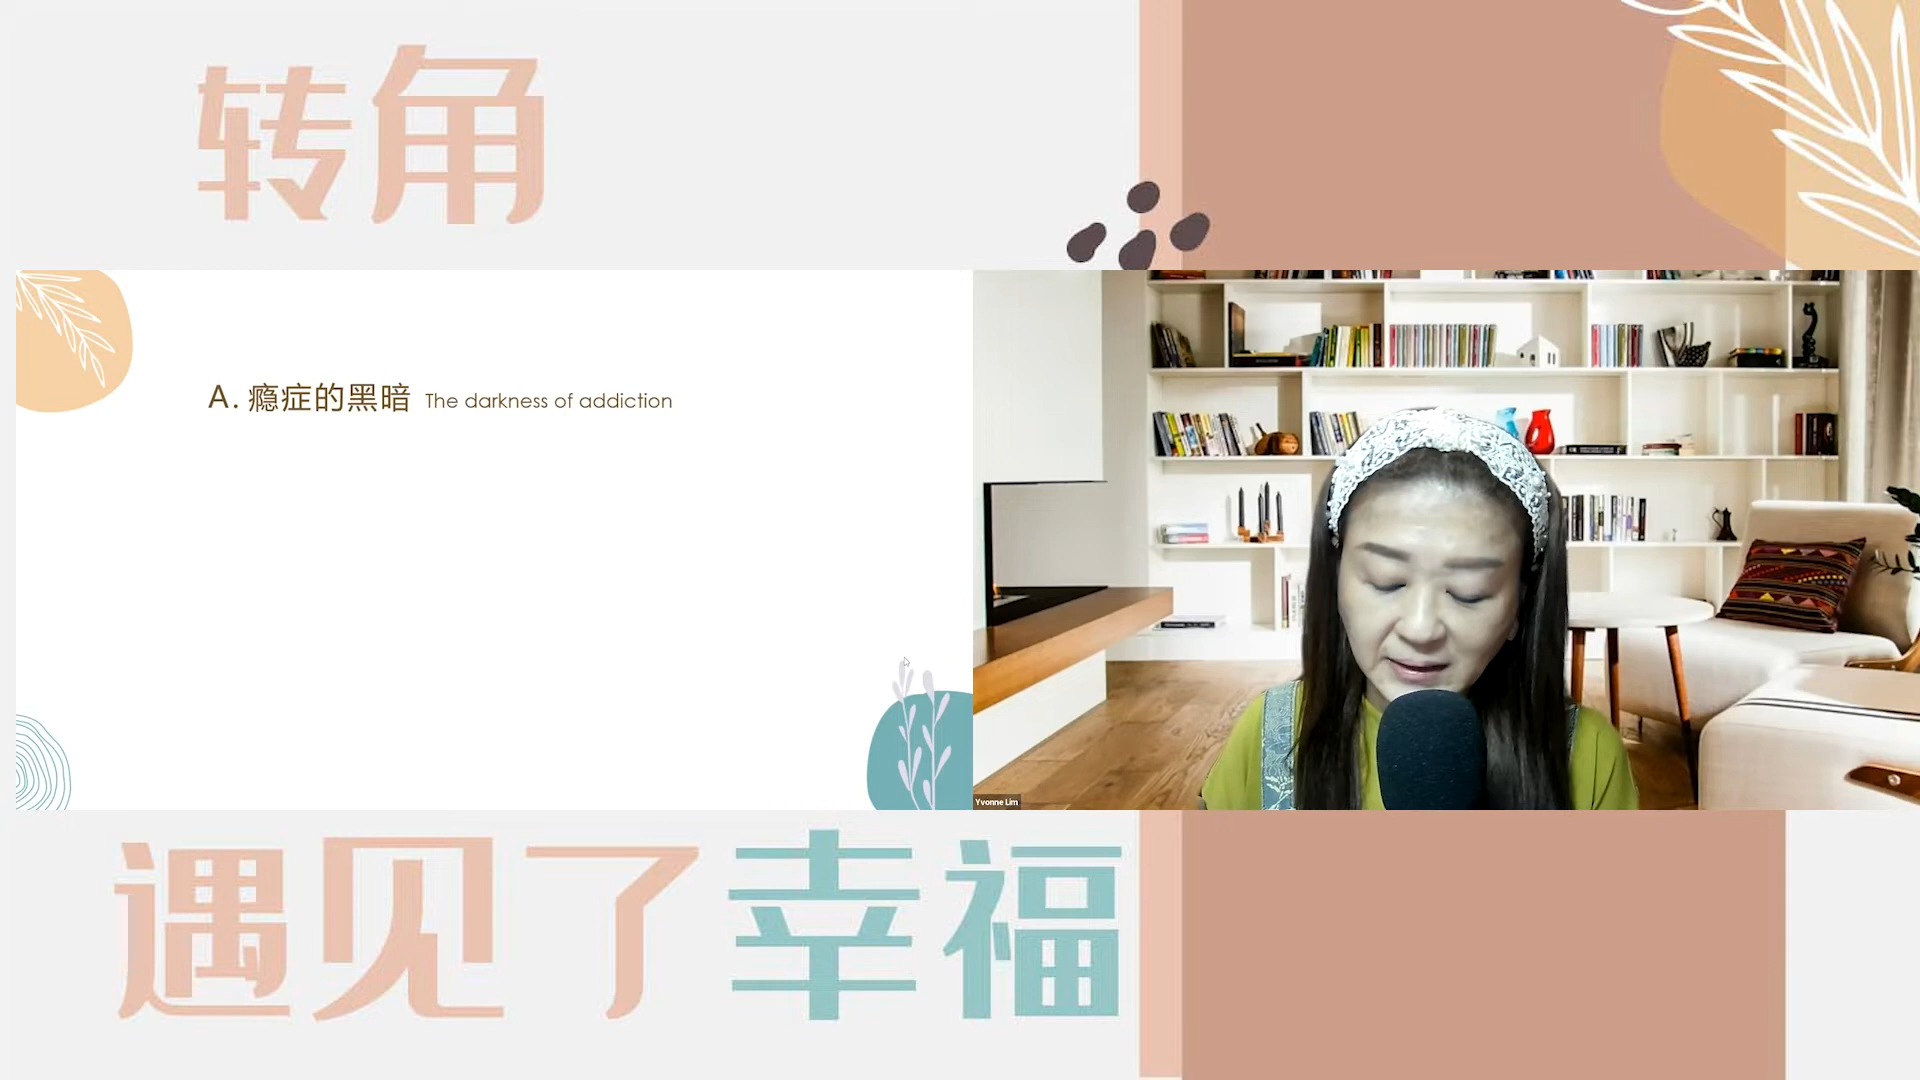 转角
A. 瘾症的黑暗 The darkness of addiction
Yvonne Lim
遇见了幸福